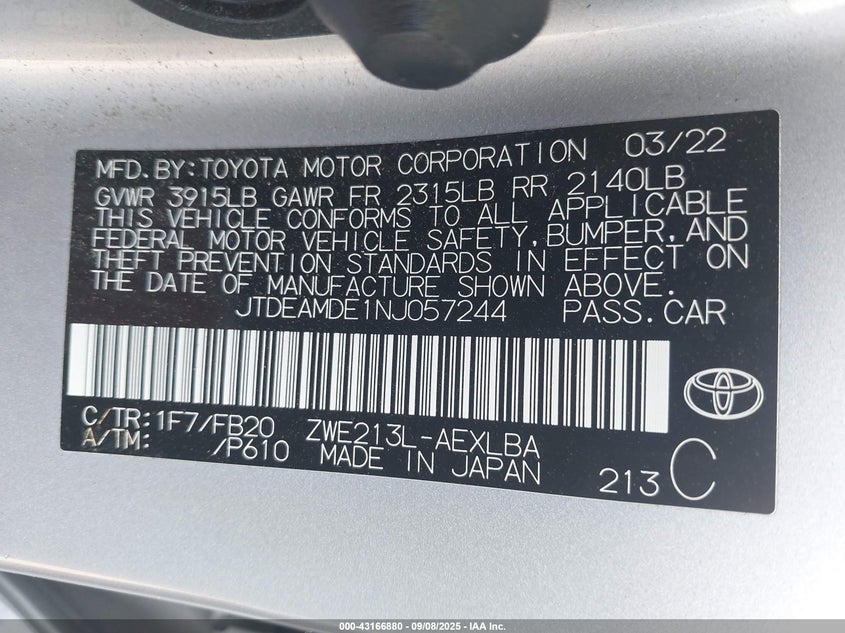 MFD.BY:TOYOTA MOTOR CORPORATION 03/22
GVWR 3915LB GAWR FR 2315LB RR 2140LB
THIS VEHICLE CONFORMS TO ALL APPLICABLE
FEDERAL MOTOR VEHICLE SAFETY,BUMPER,AND
THEFT PREVENTION STANDARDS IN EFFECT ON
THE DATE OF MANUFACTURE SHOWN ABOVE.
JTDEAMDE1NJ057244 PASS.CAR
C/TR:1F7/FB20 ZWE213L-AEXLBA
A/TM: /P610 MADE IN JAPAN
213 C
000-43166880 - 09/08/2025 - IAA Inc.